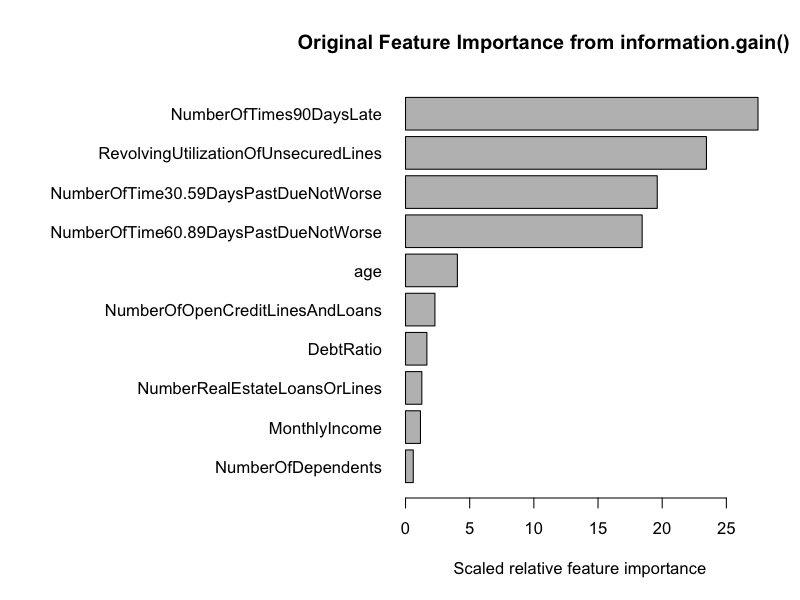 Original Feature Importance from information.gain()
NumberOfTimes90DaysLate
RevolvingUtilizationOfUnsecuredLines
NumberOfTime30.59DaysPastDueNotWorse
NumberOfTime60.89DaysPastDueNotWorse
age
NumberOfOpenCreditLinesAndLoans
DebtRatio
NumberRealEstateLoansOrLines
MonthlyIncome
NumberOfDependents
0 5 10 15 20 25
Scaled relative feature importance